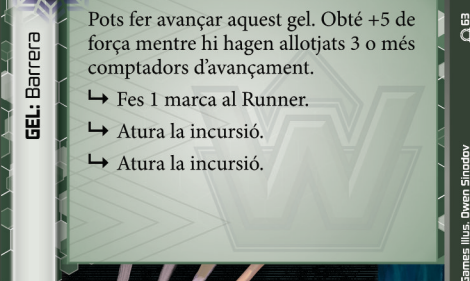 GEL: Barrera
Pots fer avançar aquest gel. Obté +5 de
força mentre hi hagen allotjats 3 o més
comptadors d’avançament.
↳ Fes 1 marca al Runner.
↳ Atura la incursió.
↳ Atura la incursió.
63
Games Illus. Owen Sinodov